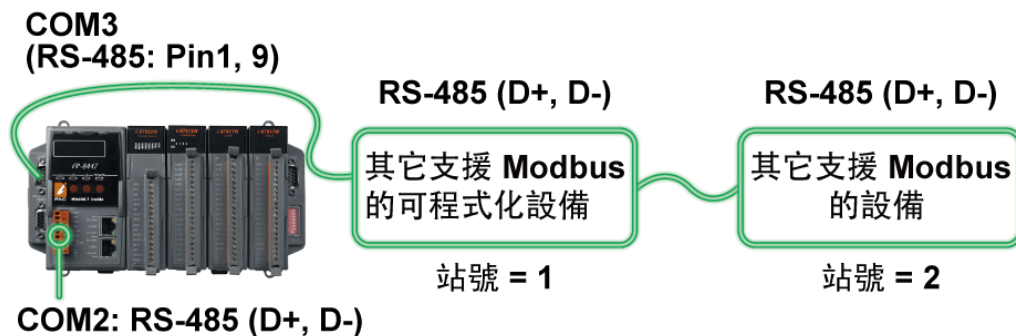 COM3
(RS-485: Pin1, 9)
RS-485 (D+, D-)
RS-485 (D+, D-)
其它支援 Modbus
的可程式化設備
其它支援 Modbus
的設備
站號 = 1
站號 = 2
COM2: RS-485 (D+, D-)